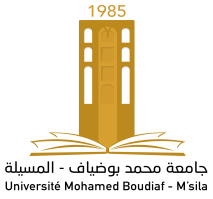 1985
جامعة محمد بوضياف - المسيلة
Université Mohamed Boudiaf - M'sila